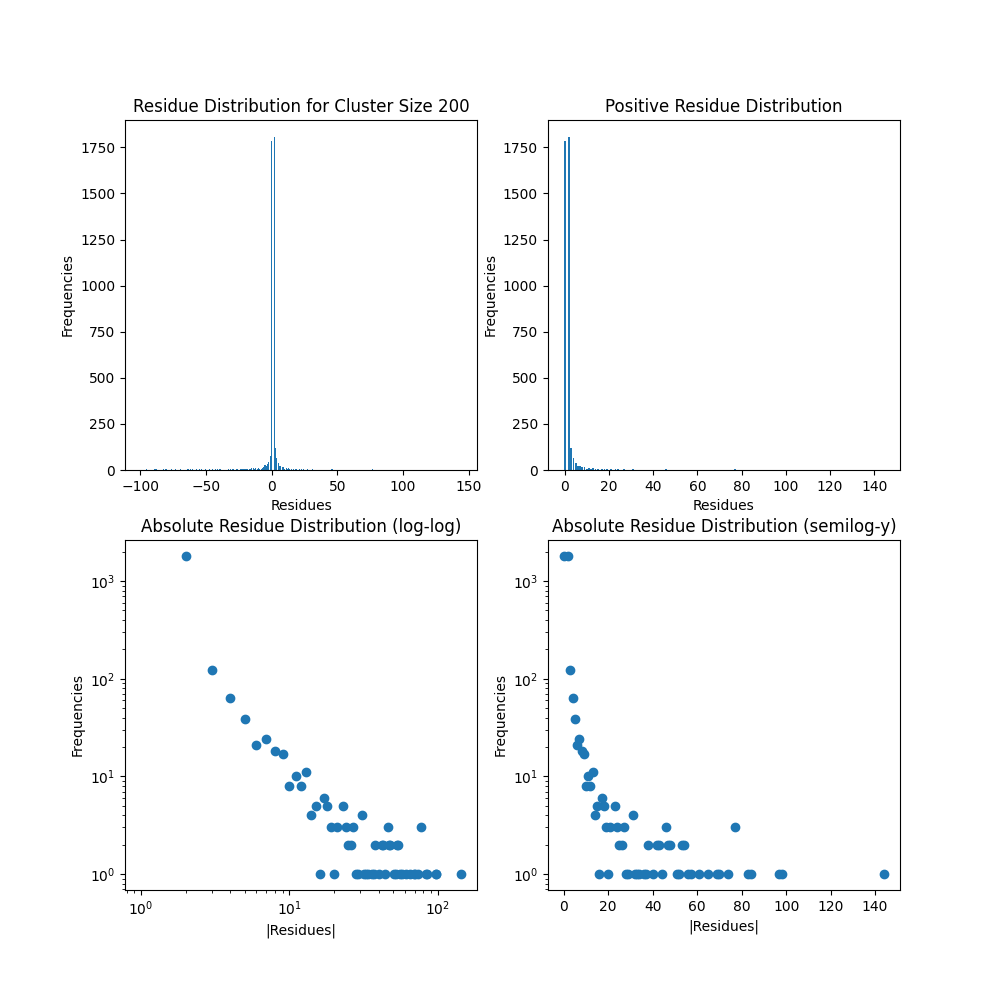 Residue Distribution for Cluster Size 200
Frequencies
1750
1500
1250
1000
750
500
250
0
−100 −50 0 50 100 150
Residues
Positive Residue Distribution
Frequencies
1750
1500
1250
1000
750
500
250
0
0 20 40 60 80 100 120 140
Residues
Absolute Residue Distribution (log-log)
Frequencies
10³
10²
10¹
10⁰
10⁰ 10¹ 10²
|Residues|
Absolute Residue Distribution (semilog-y)
Frequencies
10³
10²
10¹
10⁰
0 20 40 60 80 100 120 140
|Residues|